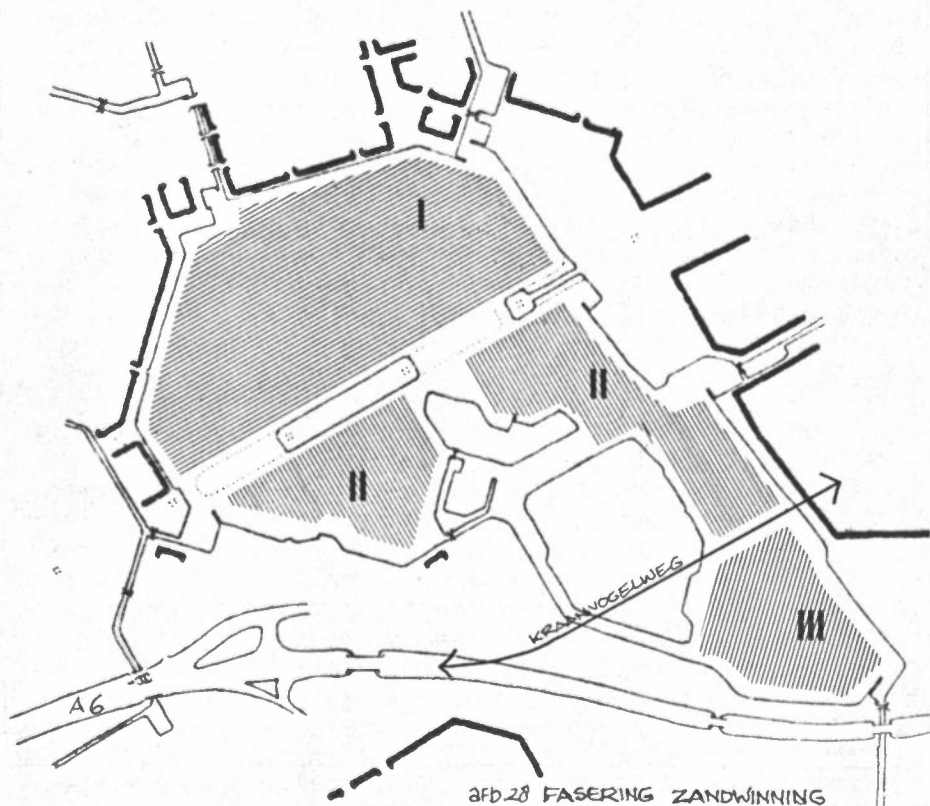 I
II
II
KRAANVOGELWEG
III
A6
afb 28 FASERING ZANDWINNING